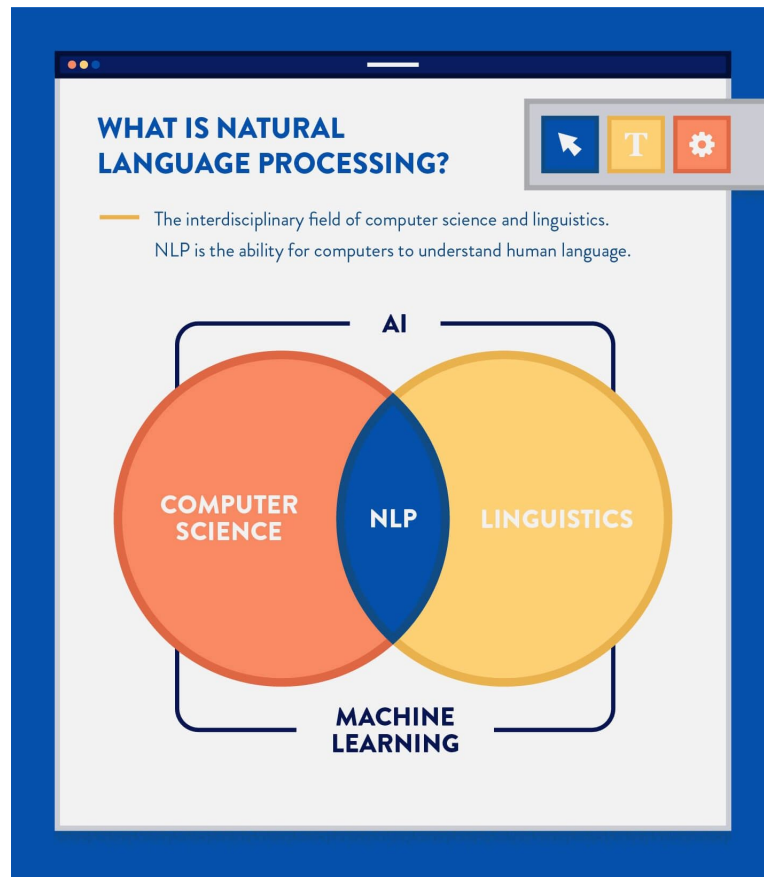 WHAT IS NATURAL
LANGUAGE PROCESSING?
T
The interdisciplinary field of computer science and linguistics.
NLP is the ability for computers to understand human language.
AI
COMPUTER
SCIENCE
NLP
LINGUISTICS
MACHINE
LEARNING